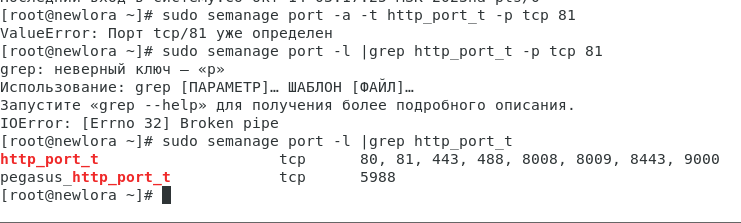 [root@newlora ~]# sudo semanage port -a -t http_port_t -p tcp 81
ValueError: Порт tcp/81 уже определен
[root@newlora ~]# sudo semanage port -l |grep http_port_t -p tcp 81
grep: неверный ключ — «p»
Использование: grep [ПАРАМЕТР]… ШАБЛОН [ФАЙЛ]…
Запустите «grep --help» для получения более подробного описания.
IOError: [Errno 32] Broken pipe
[root@newlora ~]# sudo semanage port -l |grep http_port_t
http_port_t                    tcp      80, 81, 443, 488, 8008, 8009, 8443, 9000
pegasus_http_port_t            tcp      5988
[root@newlora ~]#